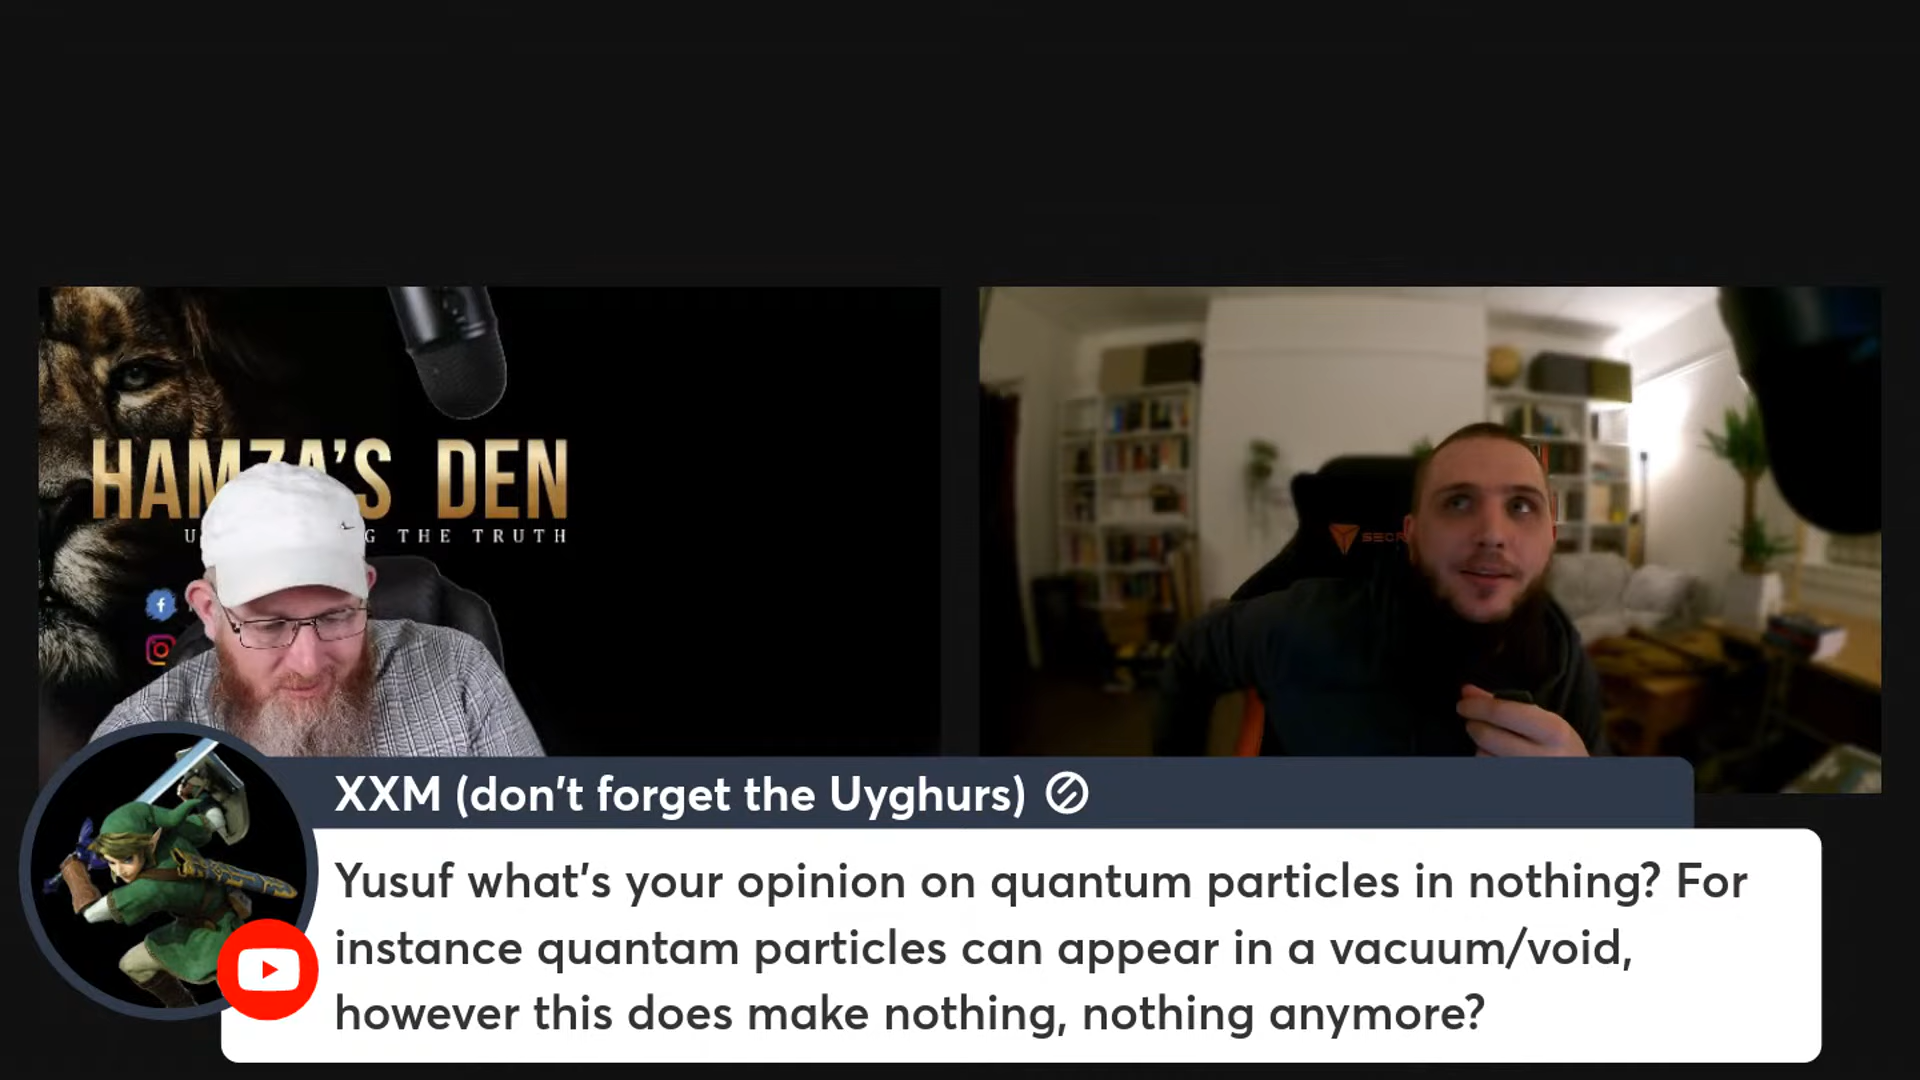 HAMZA'S DEN
G THE TRUTH
XXM (don't forget the Uyghurs)
Yusuf what's your opinion on quantum particles in nothing? For
instance quantam particles can appear in a vacuum/void,
however this does make nothing, nothing anymore?